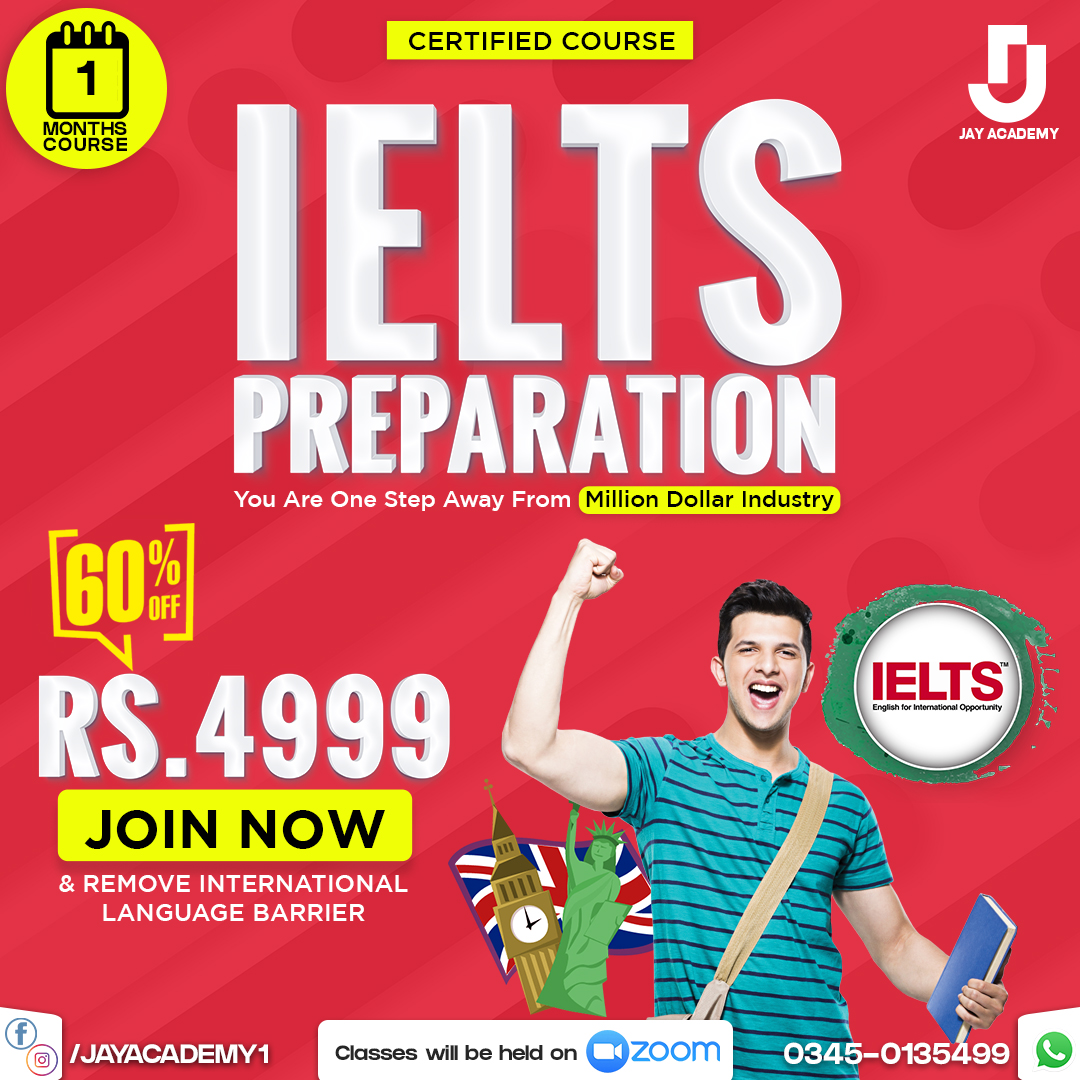 1
MONTHS
COURSE
CERTIFIED COURSE
JAY ACADEMY
IELTS
PREPARATION
You Are One Step Away From Million Dollar Industry
60% OFF
RS.4999
JOIN NOW
& REMOVE INTERNATIONAL
LANGUAGE BARRIER
IELTS™
English for International Opportunity
/JAYACADEMY1
Classes will be held on zoom
0345-0135499